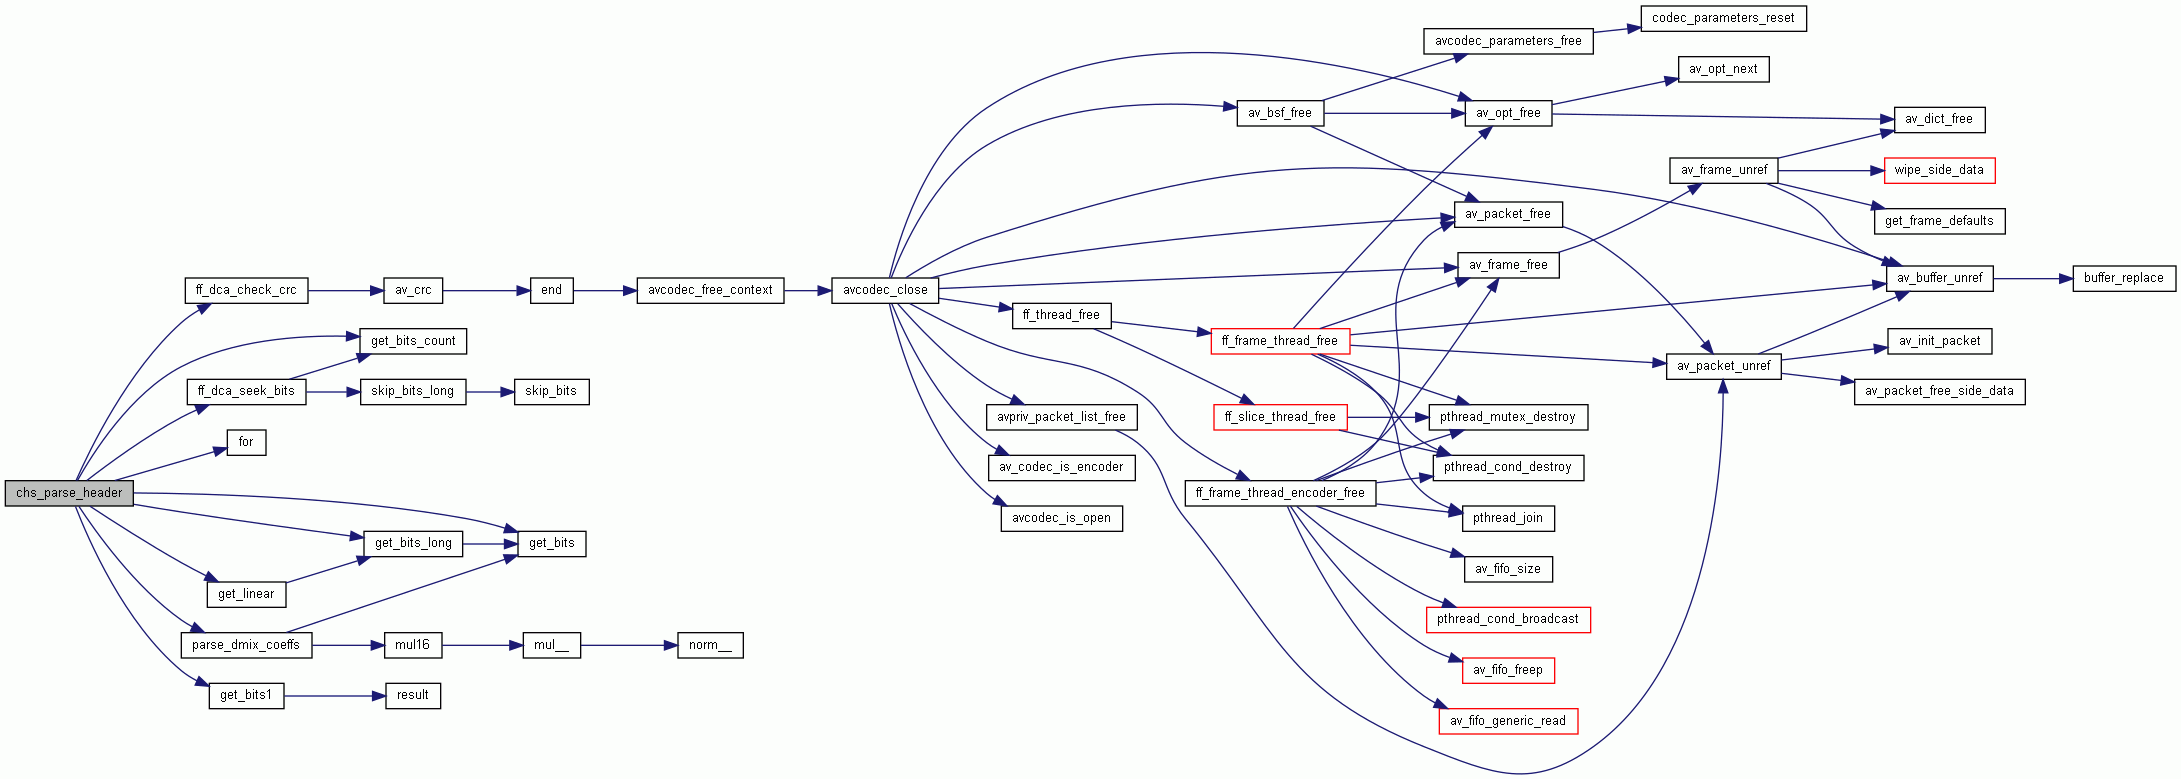 codec_parameters_reset
avcodec_parameters_free
av_opt_next
av_bsf_free
av_opt_free
av_dict_free
av_frame_unref
wipe_side_data
av_packet_free
get_frame_defaults
av_frame_free
av_buffer_unref
buffer_replace
ff_dca_check_crc
av_crc
end
avcodec_free_context
avcodec_close
ff_thread_free
get_bits_count
ff_frame_thread_free
av_init_packet
av_packet_unref
ff_dca_seek_bits
skip_bits_long
skip_bits
av_packet_free_side_data
avpriv_packet_list_free
ff_slice_thread_free
pthread_mutex_destroy
for
av_codec_is_encoder
pthread_cond_destroy
chs_parse_header
ff_frame_thread_encoder_free
avcodec_is_open
pthread_join
get_bits_long
get_bits
av_fifo_size
get_linear
pthread_cond_broadcast
parse_dmix_coeffs
mul16
mul__
norm__
av_fifo_freep
get_bits1
result
av_fifo_generic_read